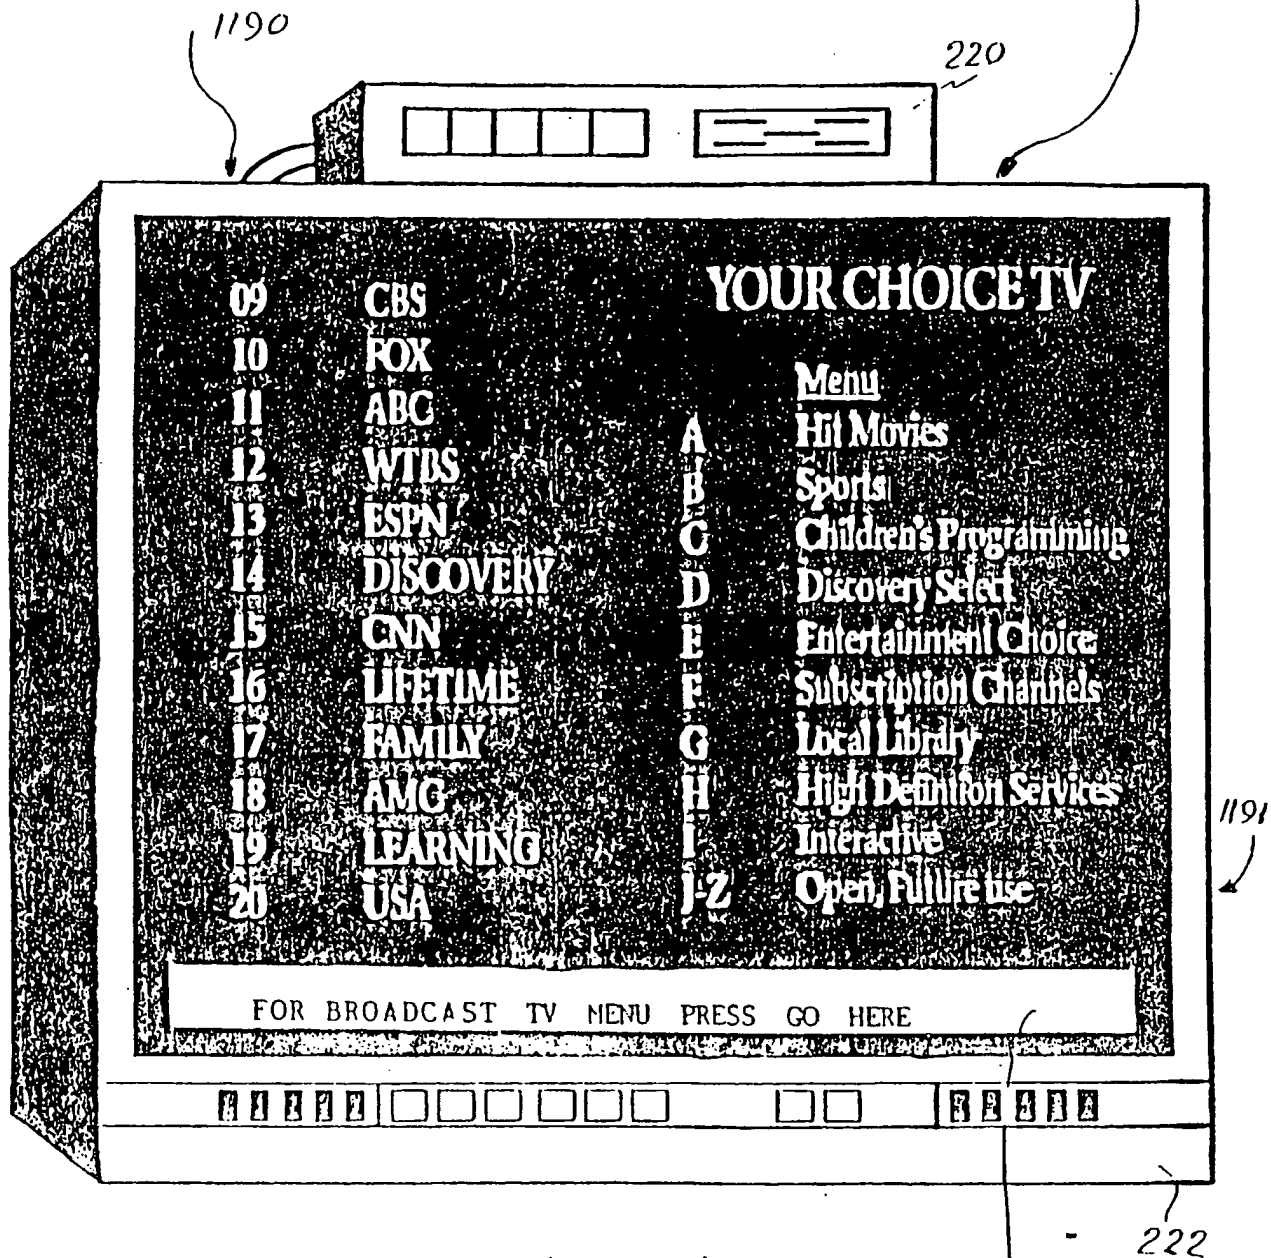 1190
220
YOUR CHOICE TV
09 CBS
10 FOX
11 ABC
12 WTBS
13 ESPN
14 DISCOVERY
15 CNN
16 LIFETIME
17 FAMILY
18 AMC
19 LEARNING
20 USA
Menu
A Hit Movies
B Sports
C Children's Programming
D Discovery Select
E Entertainment Choice
F Subscription Channels
G Local Library
H High Definition Services
I Interactive
J-Z Open, Future use
1191
FOR BROADCAST TV MENU PRESS GO HERE
222